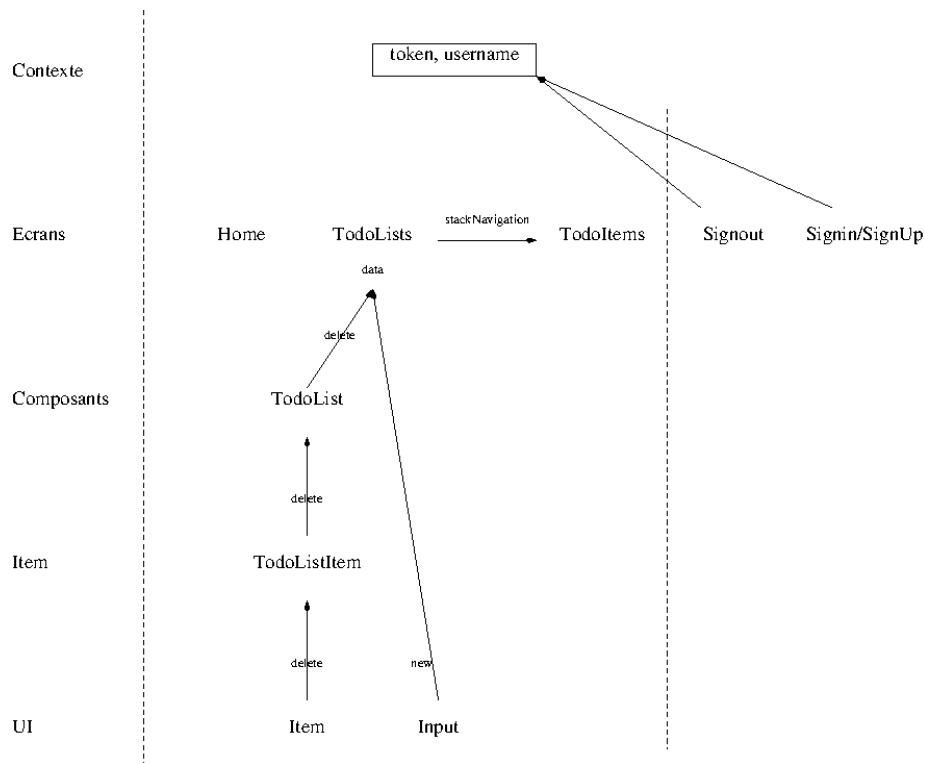 token, username
Contexte
stackNavigation
Ecrans Home TodoLists TodoItems Signout Signin/SignUp
data
delete
Composants TodoList
delete
Item TodoListItem
delete new
UI Item Input